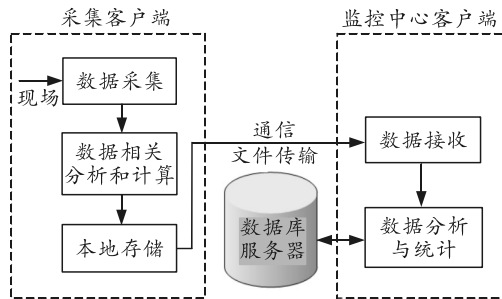 采集客户端
监控中心客户端
现场
数据采集
数据相关
分析和计算
本地存储
通信
文件传输
数据库
服务器
数据接收
数据分析
与统计